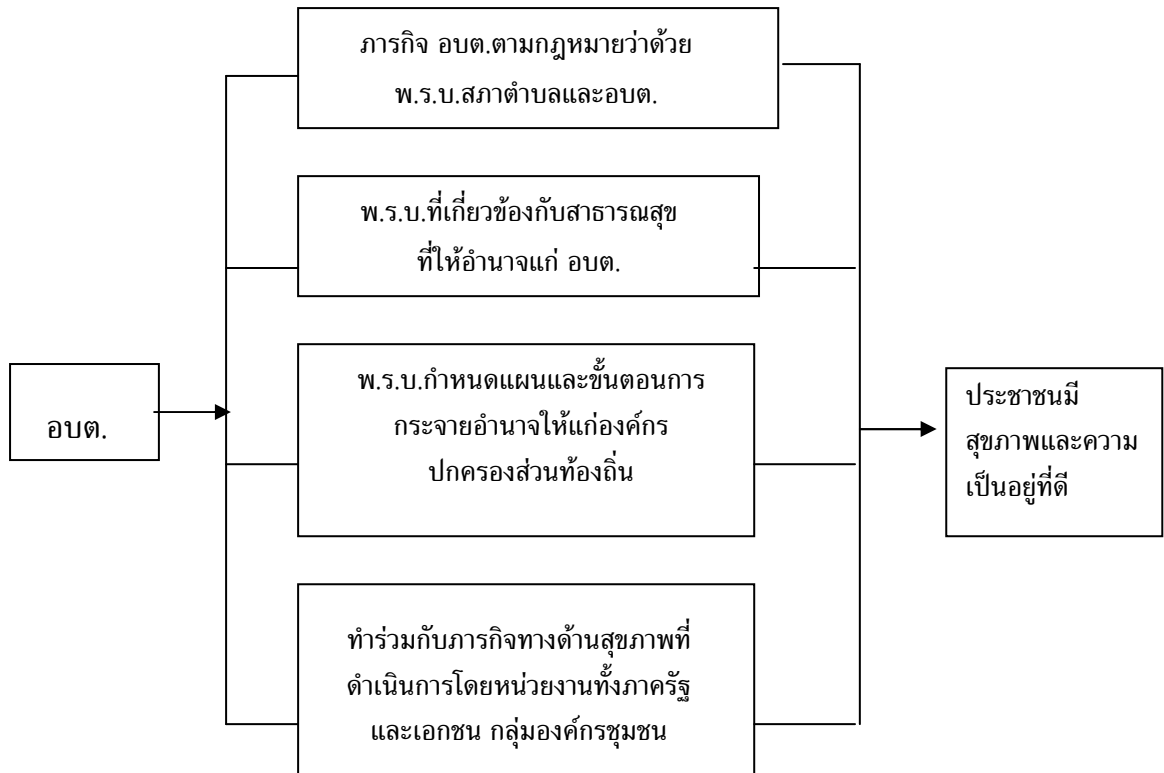 ภารกิจ อบต.ตามกฎหมายว่าด้วย
พ.ร.บ.สภาตำบลและอบต.
พ.ร.บ.ที่เกี่ยวข้องกับสาธารณสุข
ที่ให้อำนาจแก่ อบต.
อบต.
พ.ร.บ.กำหนดแผนและขั้นตอนการ
กระจายอำนาจให้แก่องค์กร
ปกครองส่วนท้องถิ่น
ทำร่วมกับภารกิจทางด้านสุขภาพที่
ดำเนินการโดยหน่วยงานทั้งภาครัฐ
และเอกชน กลุ่มองค์กรชุมชน
ประชาชนมี
สุขภาพและความ
เป็นอยู่ที่ดี